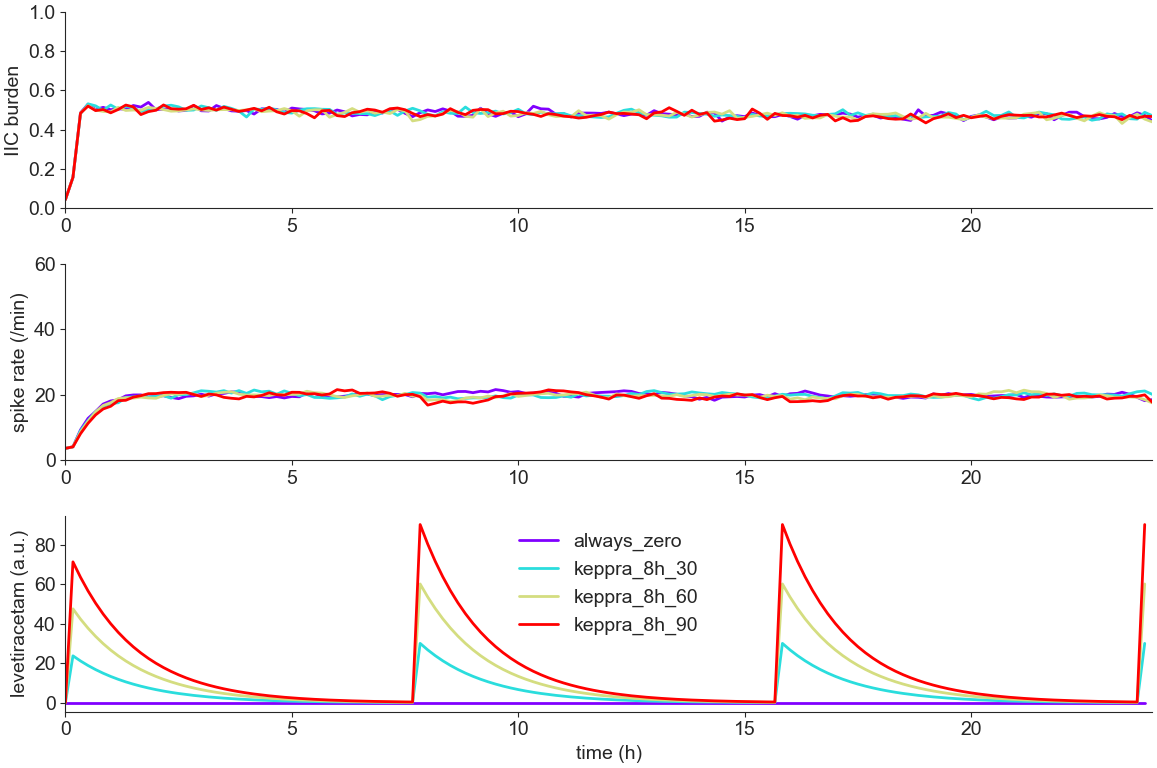 1.0
0.8
0.6
0.4
0.2
0.0
IIC burden
0 5 10 15 20
60
40
20
0
spike rate (/min)
0 5 10 15 20
80
60
40
20
0
levetiracetam (a.u.)
always_zero
keppra_8h_30
keppra_8h_60
keppra_8h_90
0 5 10 15 20
time (h)